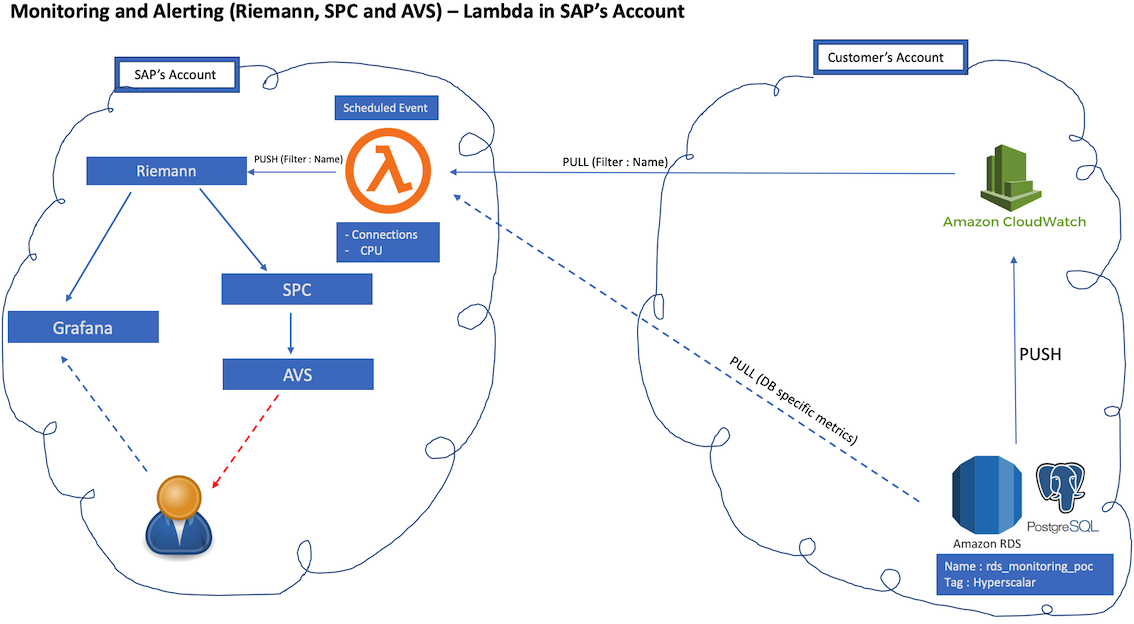 Monitoring and Alerting (Riemann, SPC and AVS) – Lambda in SAP's Account
SAP's Account
Customer's Account
Scheduled Event
PUSH (Filter : Name)
PULL (Filter : Name)
Riemann
- Connections
- CPU
Amazon CloudWatch
SPC
Grafana
AVS
PUSH
PULL (DB specific metrics)
PostgreSQL
Amazon RDS
Name : rds_monitoring_poc
Tag : Hyperscalar